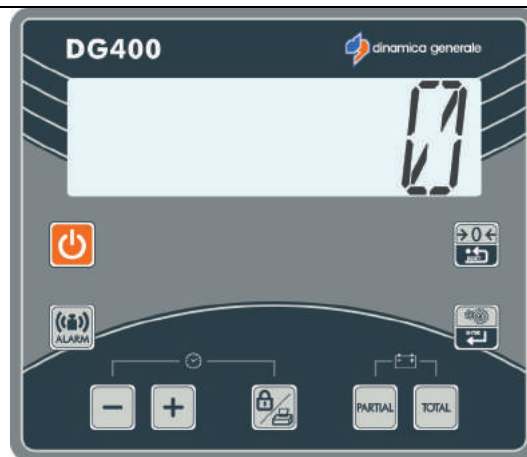 DG400
dinamica generale
0
→0←
ALARM
− +
PARTIAL TOTAL